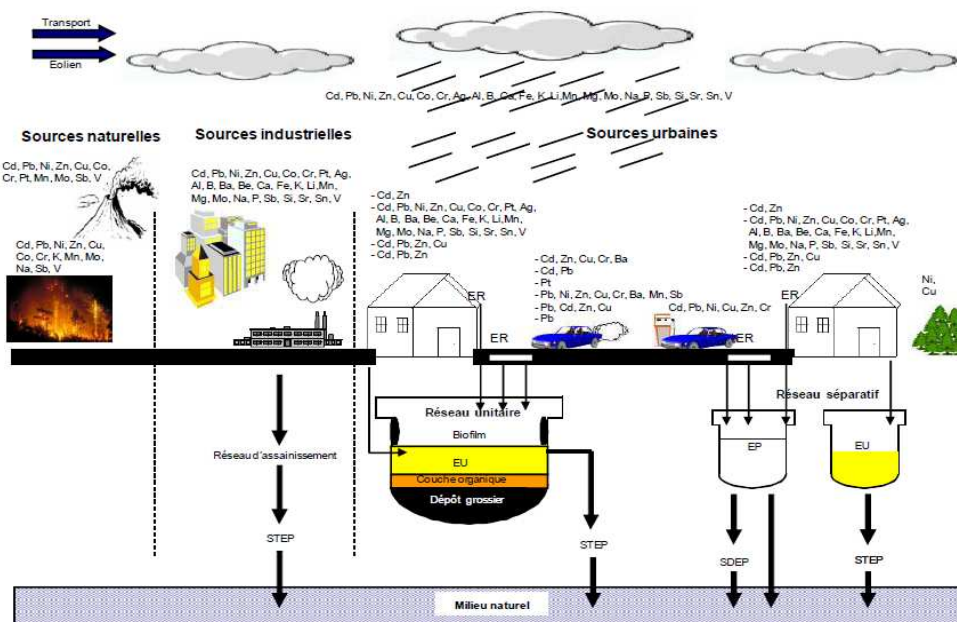 Transport
Eolien
Cd, Pb, Ni, Zn, Cu, Co, Cr, Ag, Al, B, Ca, Fe, K, Li,Mn, Mg, Mo, Na, P, Sb, Si, Sr, Sn, V
Sources naturelles
Sources industrielles
Sources urbaines
Cd, Pb, Ni, Zn, Cu, Co,
Cr, Pt, Mn, Mo, Sb, V
Cd, Pb, Ni, Zn, Cu,
Co, Cr, K, Mn, Mo,
Na, Sb, V
Cd, Pb, Ni, Zn, Cu, Co, Cr, Pt, Ag,
Al, B, Ba, Be, Ca, Fe, K, Li,Mn,
Mg, Mo, Na, P, Sb, Si, Sr, Sn, V
- Cd, Zn
- Cd, Pb, Ni, Zn, Cu, Co, Cr, Pt, Ag,
Al, B, Ba, Be, Ca, Fe, K, Li,Mn,
Mg, Mo, Na, P, Sb, Si, Sr, Sn, V
- Cd, Pb, Zn, Cu
- Cd, Pb, Zn
- Cd, Zn, Cu, Cr, Ba
- Cd, Pb
- Pt
- Pb, Ni, Zn, Cu, Cr, Ba, Mn, Sb
- Pb, Cd, Zn, Cu
- Pb
Cd, Pb, Ni, Cu, Zn, Cr
- Cd, Zn
- Cd, Pb, Ni, Zn, Cu, Co, Cr, Pt, Ag,
Al, B, Ba, Be, Ca, Fe, K, Li,Mn,
Mg, Mo, Na, P, Sb, Si, Sr, Sn, V
- Cd, Pb, Zn, Cu
- Cd, Pb, Zn
Ni,
Cu
ER
ER
ER
ER
Réseau unitaire
Biofilm
EU
Couche organique
Dépôt grossier
Réseau séparatif
EP
EU
Réseau d'assainissement
STEP
STEP
SDEP
STEP
Milieu naturel